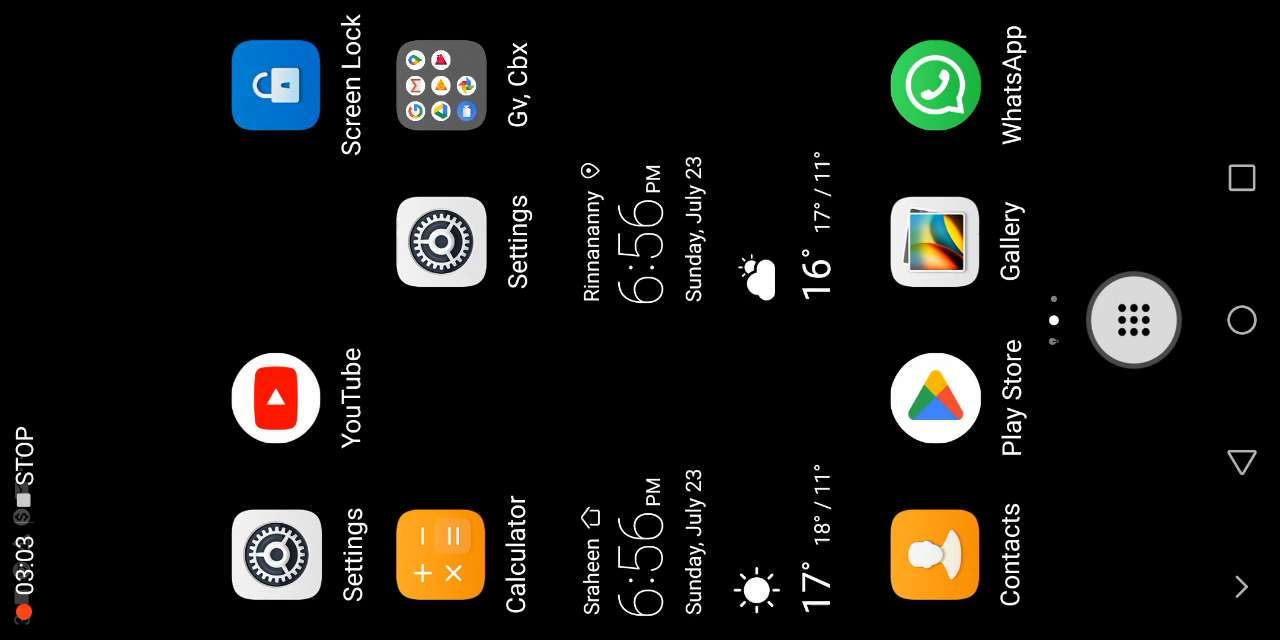 03:03 STOP
Settings YouTube Screen Lock
Calculator Settings Gv, Cbx
Sraheen Rinnananny
6:56 PM 6:56 PM
Sunday, July 23 Sunday, July 23
17° 18° / 11° 16° 17° / 11°
Contacts Play Store Gallery WhatsApp